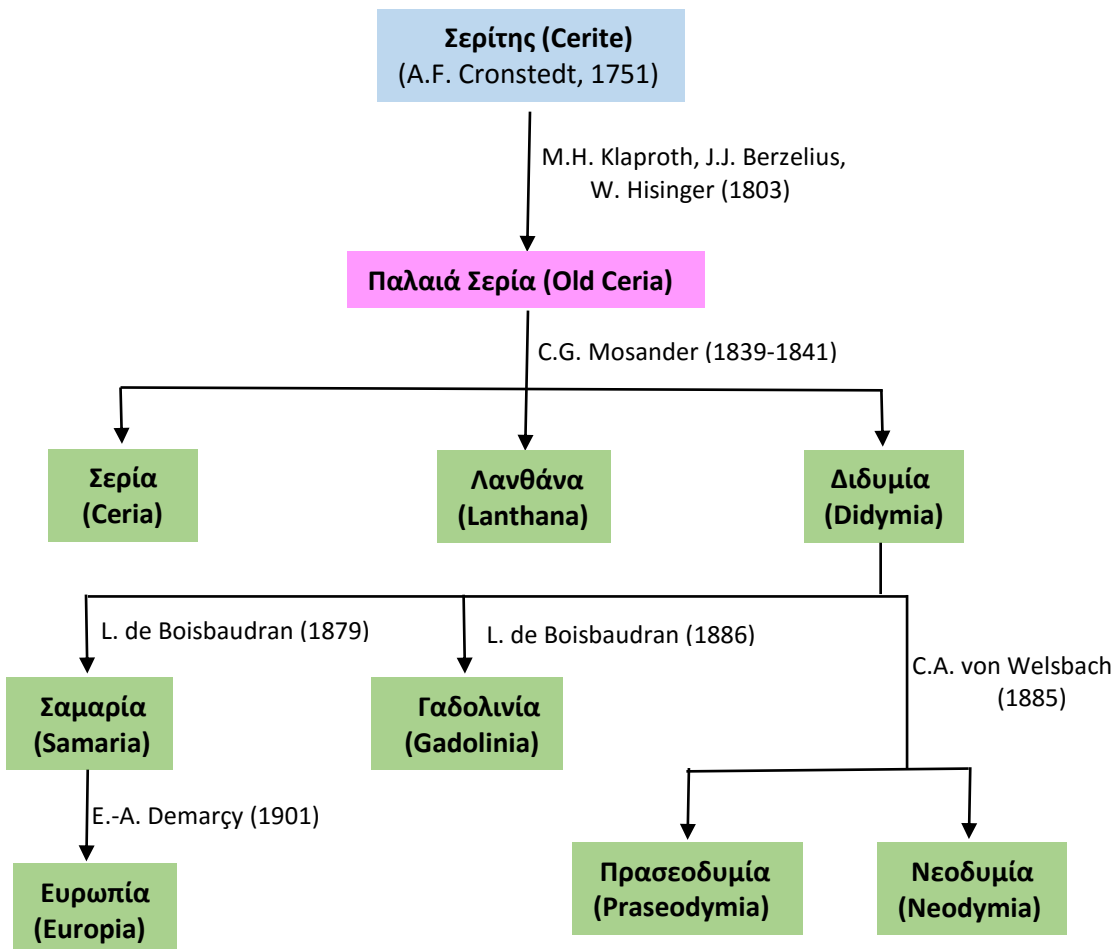 Σερίτης (Cerite)
(A.F. Cronstedt, 1751)
M.H. Klaproth, J.J. Berzelius,
W. Hisinger (1803)
Παλαιά Σερία (Old Ceria)
C.G. Mosander (1839-1841)
Σερία
(Ceria)
Λανθάνα
(Lanthana)
Διδυμία
(Didymia)
L. de Boisbaudran (1879)
L. de Boisbaudran (1886)
C.A. von Welsbach
(1885)
Σαμαρία
(Samaria)
Γαδολινία
(Gadolinia)
E.-A. Demarçy (1901)
Ευρωπία
(Europia)
Πρασεοδυμία
(Praseodymia)
Νεοδυμία
(Neodymia)